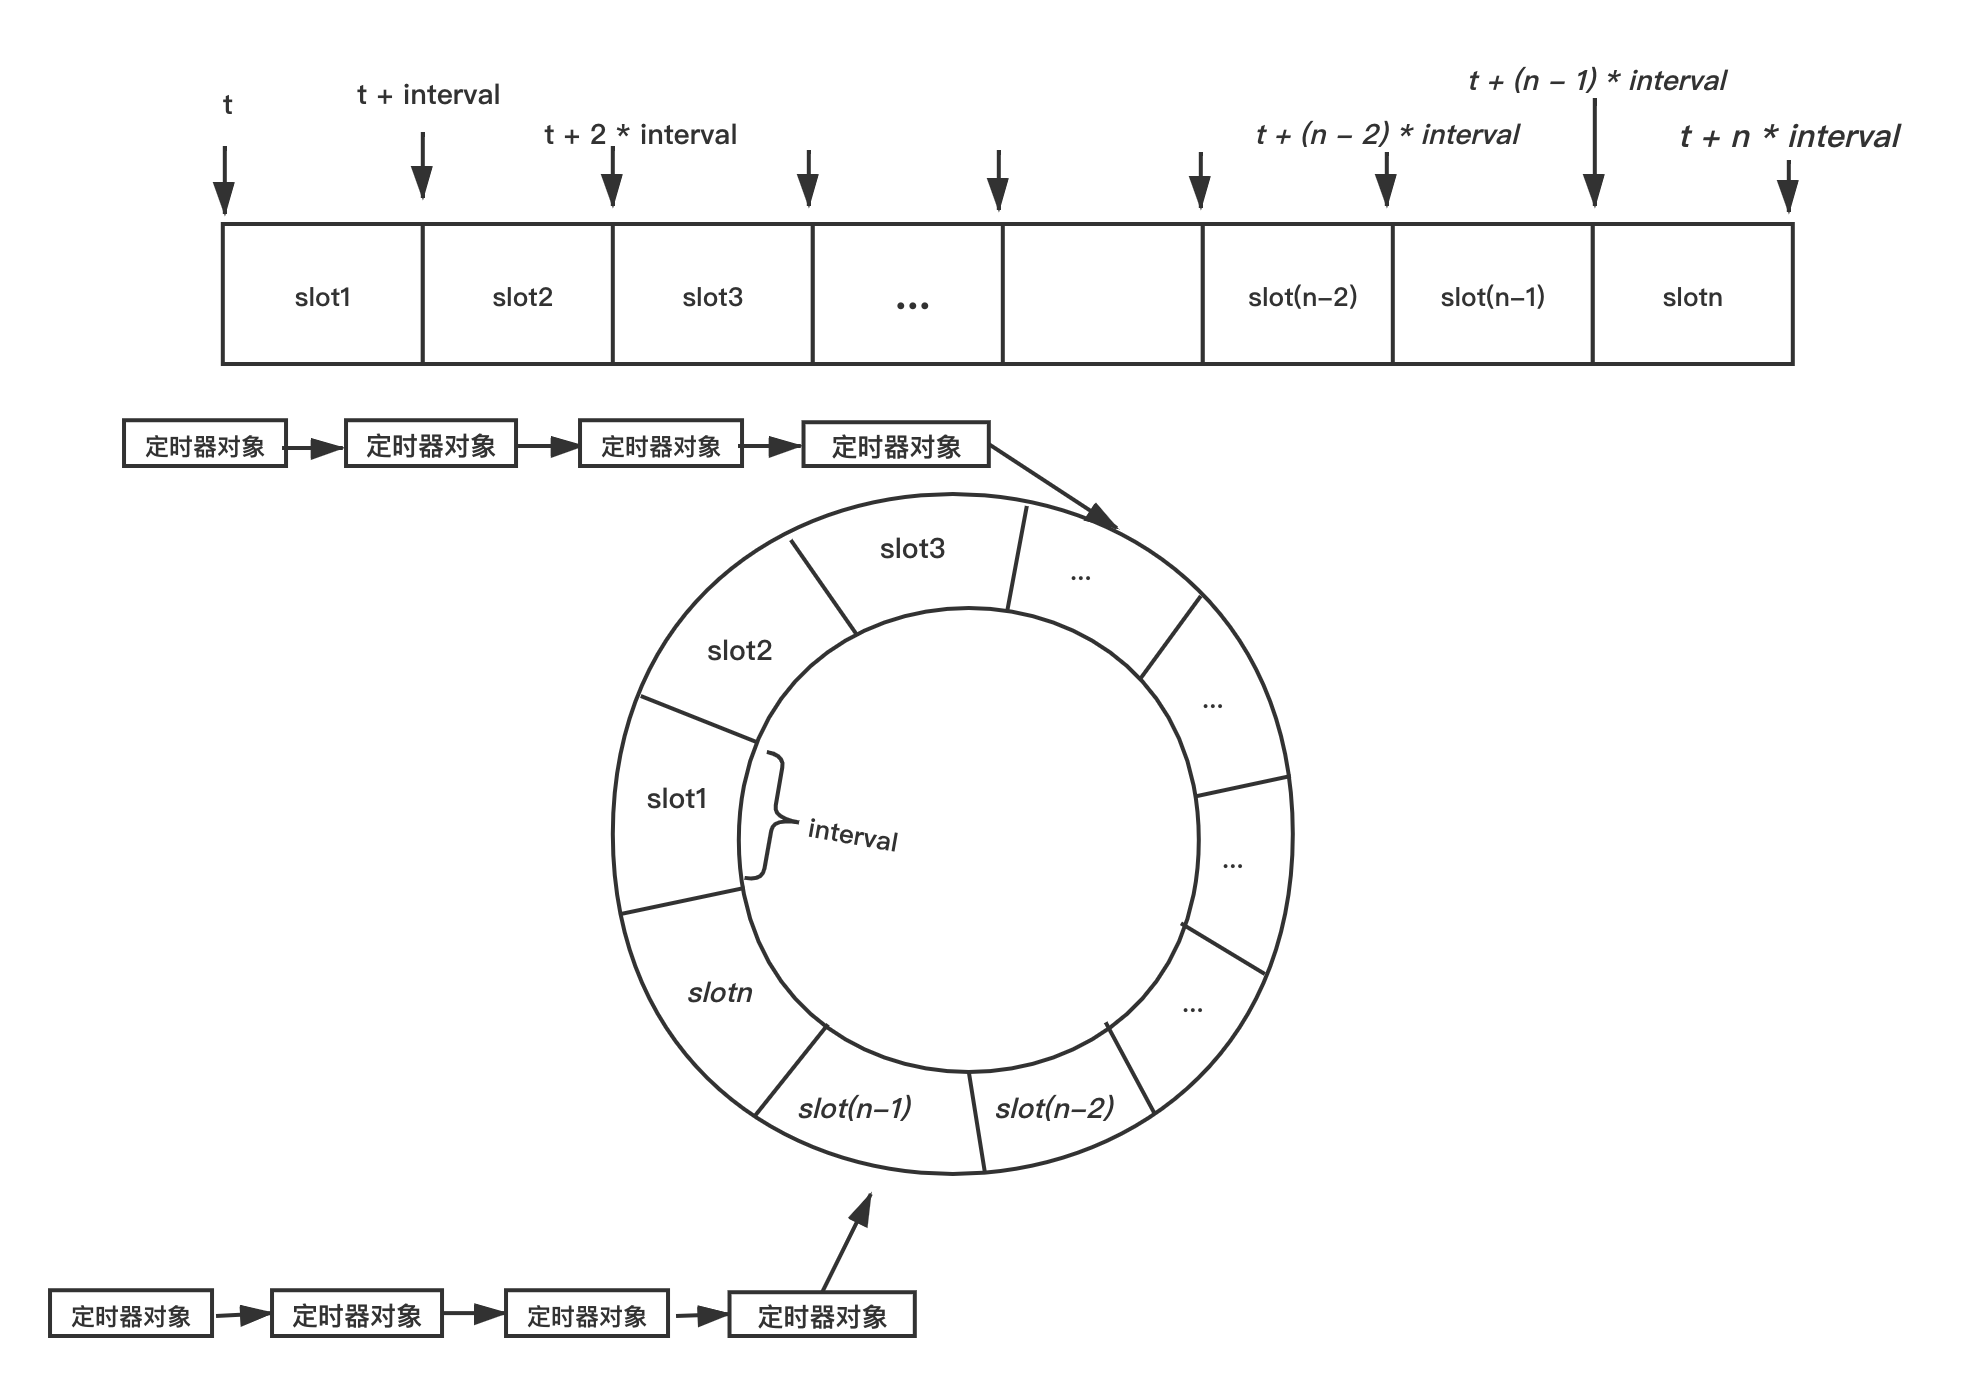 t + (n – 1) * interval
t
t + interval
t + 2 * interval
t + (n – 2) * interval
t + n * interval
slot1
slot2
slot3
...
slot(n–2)
slot(n–1)
slotn
定时器对象
定时器对象
定时器对象
定时器对象
slot3
...
slot2
...
slot1
interval
...
slotn
...
slot(n–1)
slot(n–2)
定时器对象
定时器对象
定时器对象
定时器对象